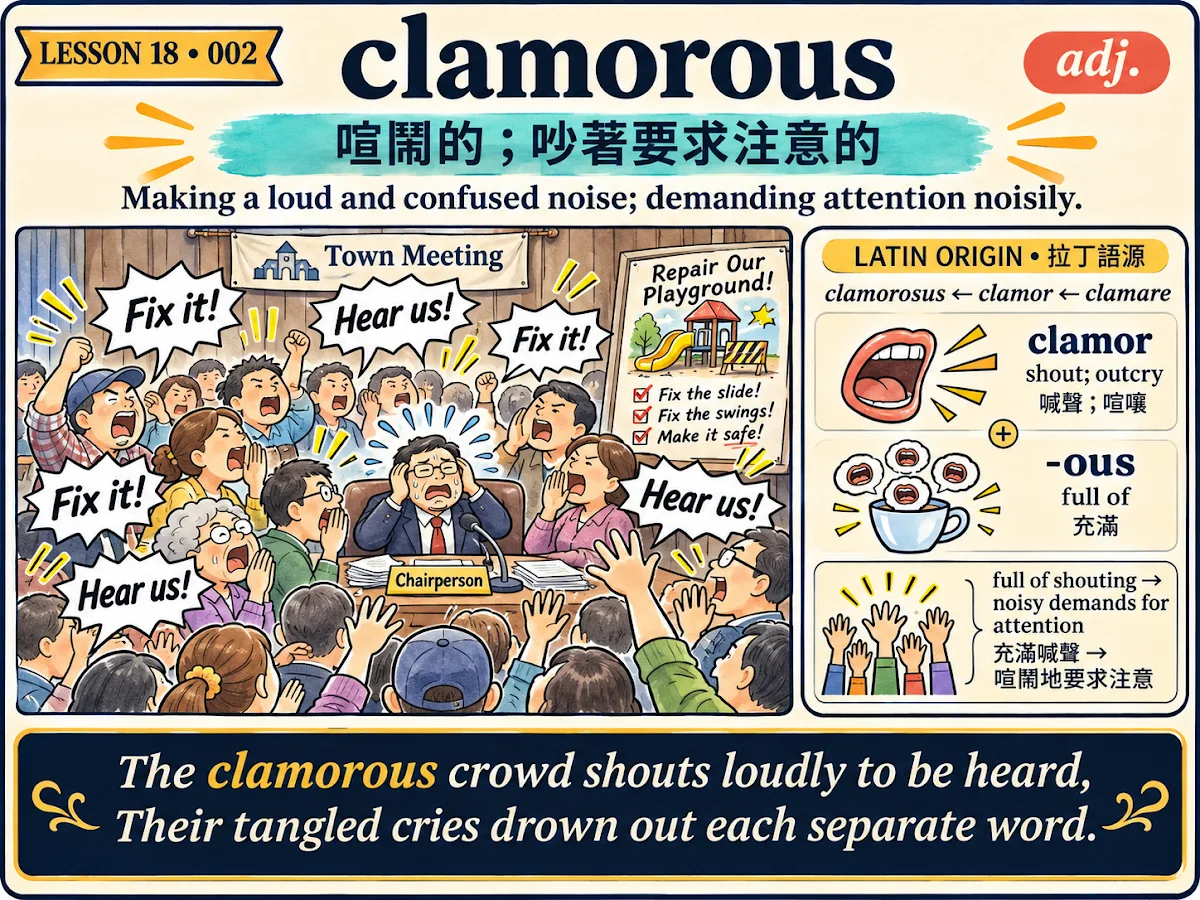 LESSON 18 • 002
clamorous
adj.
喧鬧的；吵著要求注意的
Making a loud and confused noise; demanding attention noisily.
Town Meeting
Fix it!
Hear us!
Fix it!
Repair Our
Playground!
Fix the slide!
Fix the swings!
Make it safe!
Fix it!
Hear us!
Hear us!
Chairperson
LATIN ORIGIN • 拉丁語源
clamorosus ← clamor ← clamare
clamor
shout; outcry
喊聲；喧嚷
+
-ous
full of
充滿
full of shouting →
noisy demands for
attention
充滿喊聲 →
喧鬧地要求注意
The clamorous crowd shouts loudly to be heard,
Their tangled cries drown out each separate word.